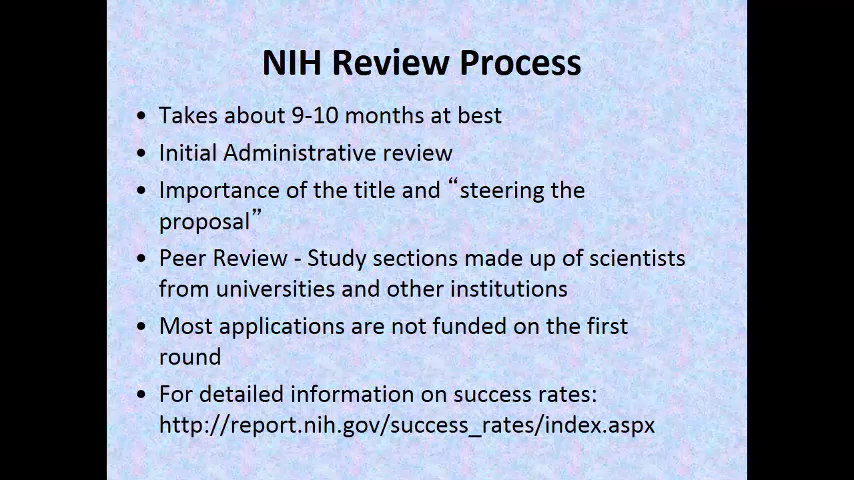 NIH Review Process
• Takes about 9-10 months at best
• Initial Administrative review
• Importance of the title and “steering the
proposal”
• Peer Review - Study sections made up of scientists
from universities and other institutions
• Most applications are not funded on the first
round
• For detailed information on success rates:
http://report.nih.gov/success_rates/index.aspx